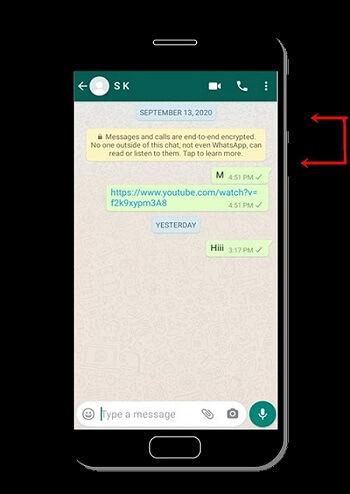 S K
SEPTEMBER 13, 2020
Messages and calls are end-to-end encrypted.
No one outside of this chat, not even WhatsApp, can
read or listen to them. Tap to learn more.
M 4:51 PM
https://www.youtube.com/watch?v=
f2k9xypm3A8
4:51 PM
YESTERDAY
Hiii 3:17 PM
Type a message